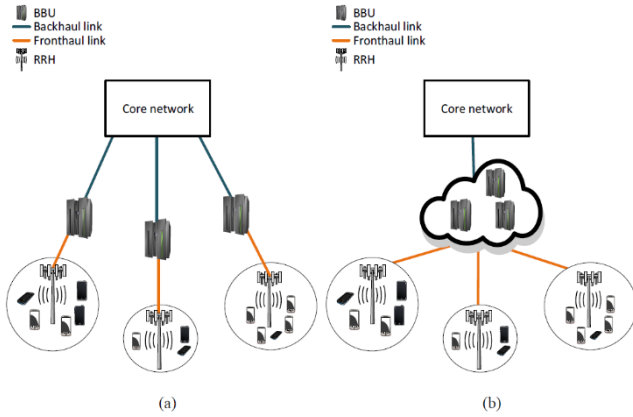 BBU
Backhaul link
Fronthaul link
RRH
Core network
(a)
BBU
Backhaul link
Fronthaul link
RRH
Core network
(b)